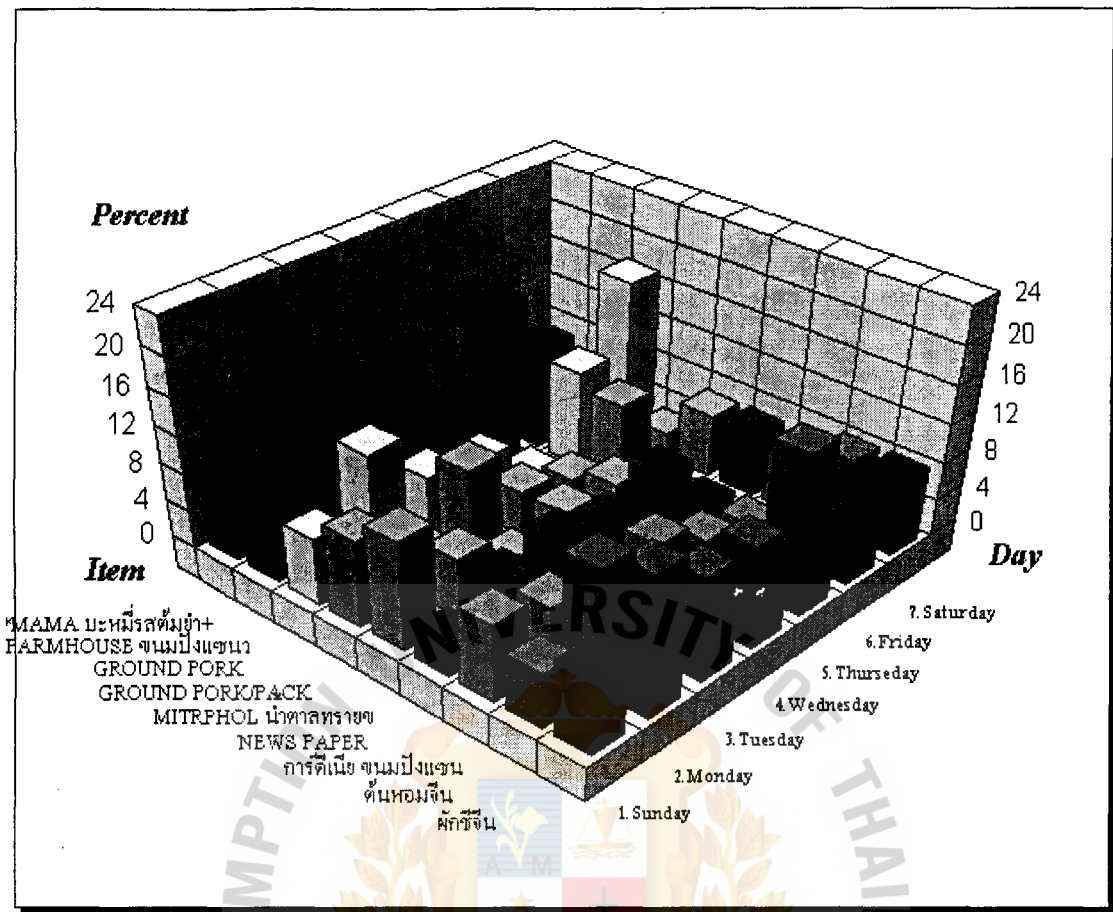 Percent
24
20
16
12
8
4
0
24
20
16
12
8
4
0
Item
Day
MAMA บะหมี่รสต้มยำ+
FARMHOUSE ขนมปังแซนว
GROUND PORK
GROUND PORK/PACK
MITRPHOL น้ำตาลทรายข
NEWS PAPER
การ์ดิเนีย ขนมปังแซน
ต้นหอมจีน
ผักชีจีน
7. Saturday
6. Friday
5. Thurseday
4. Wednesday
3. Tuesday
2. Monday
1. Sunday
NIVERSITY OF THAI
MPTION
A M